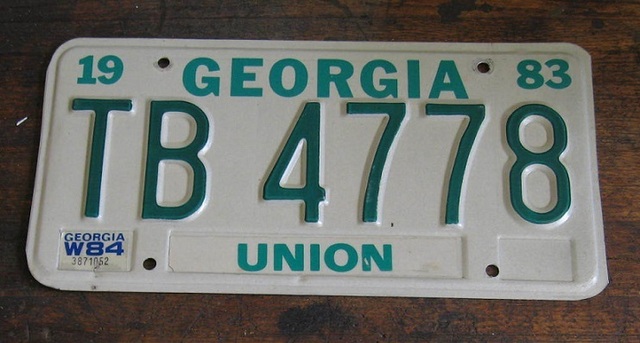 19 GEORGIA 83
TB 4778
GEORGIA
W84
3871052
UNION